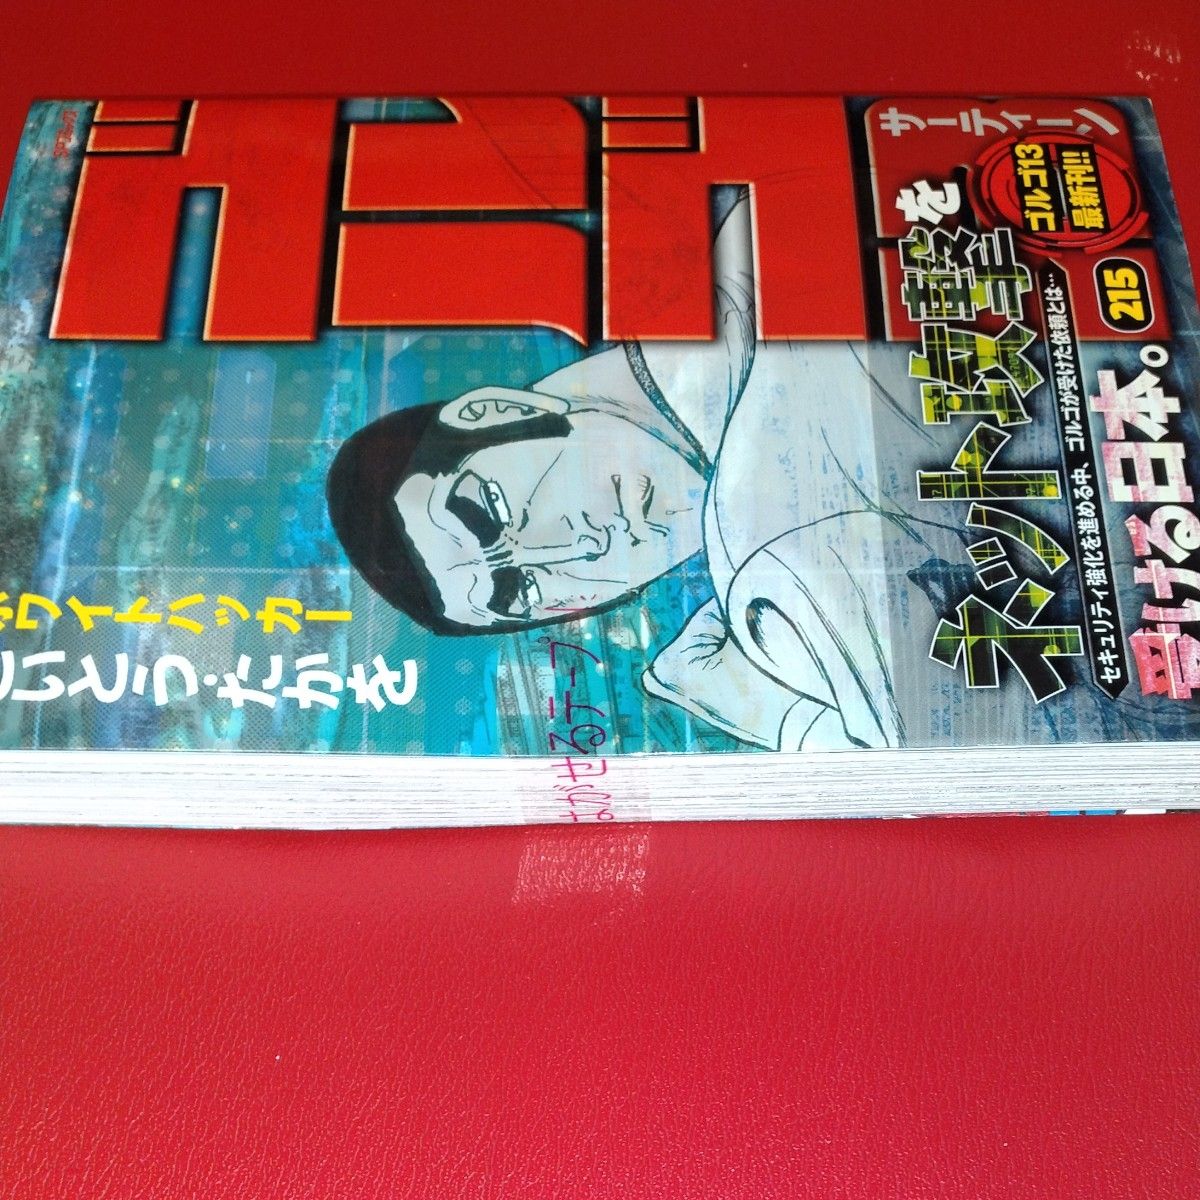 ゴルゴ
サーティーン
215
ゴルゴ13
最新刊!!
ホワイトハッカー
さいとう・たかを
はがせるテープ
ネット攻撃を
セキュリティ強化を進める中、ゴルゴが受けた依頼とは…
受ける日本。